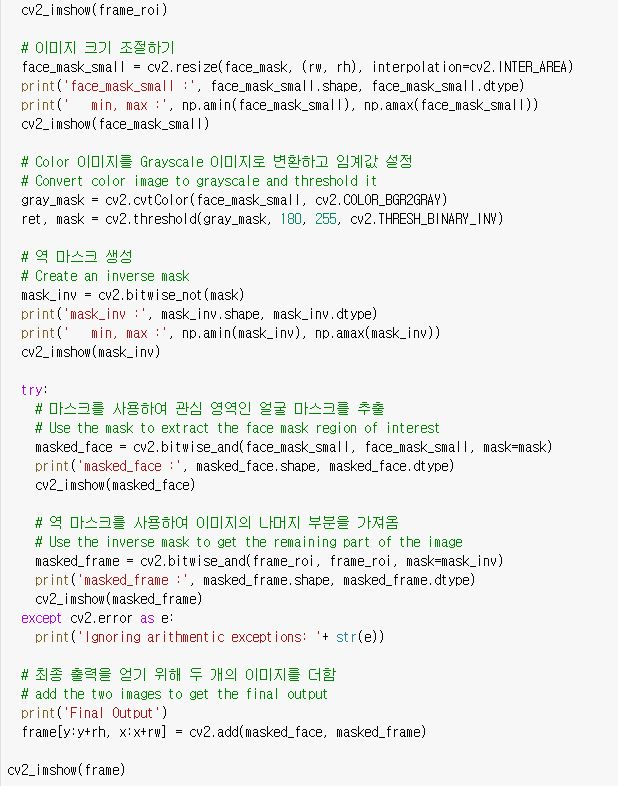 cv2_imshow(frame_roi)
# 이미지 크기 조절하기
face_mask_small = cv2.resize(face_mask, (rw, rh), interpolation=cv2.INTER_AREA)
print('face_mask_small :', face_mask_small.shape, face_mask_small.dtype)
print('   min, max :', np.amin(face_mask_small), np.amax(face_mask_small))
cv2_imshow(face_mask_small)
# Color 이미지를 Grayscale 이미지로 변환하고 임계값 설정
# Convert color image to grayscale and threshold it
gray_mask = cv2.cvtColor(face_mask_small, cv2.COLOR_BGR2GRAY)
ret, mask = cv2.threshold(gray_mask, 180, 255, cv2.THRESH_BINARY_INV)
# 역 마스크 생성
# Create an inverse mask
mask_inv = cv2.bitwise_not(mask)
print('mask_inv :', mask_inv.shape, mask_inv.dtype)
print('   min, max :', np.amin(mask_inv), np.amax(mask_inv))
cv2_imshow(mask_inv)
try:
# 마스크를 사용하여 관심 영역인 얼굴 마스크를 추출
# Use the mask to extract the face mask region of interest
masked_face = cv2.bitwise_and(face_mask_small, face_mask_small, mask=mask)
print('masked_face :', masked_face.shape, masked_face.dtype)
cv2_imshow(masked_face)
# 역 마스크를 사용하여 이미지의 나머지 부분을 가져옴
# Use the inverse mask to get the remaining part of the image
masked_frame = cv2.bitwise_and(frame_roi, frame_roi, mask=mask_inv)
print('masked_frame :', masked_frame.shape, masked_frame.dtype)
cv2_imshow(masked_frame)
except cv2.error as e:
print('Ignoring arithmentic exceptions: '+ str(e))
# 최종 출력을 얻기 위해 두 개의 이미지를 더함
# add the two images to get the final output
print('Final Output')
frame[y:y+rh, x:x+rw] = cv2.add(masked_face, masked_frame)
cv2_imshow(frame)